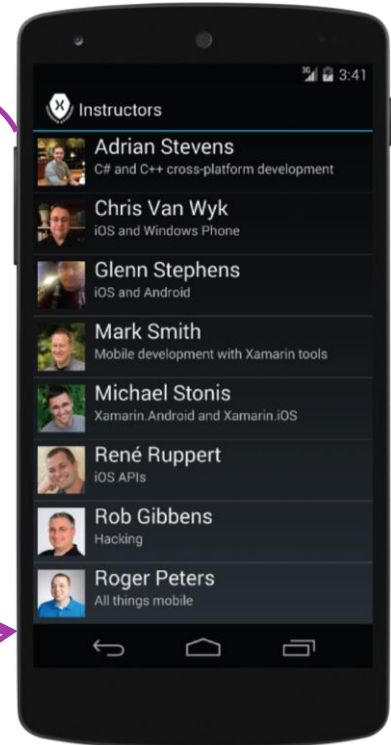 3G 3:41
X Instructors
Adrian Stevens
C# and C++ cross-platform development
Chris Van Wyk
iOS and Windows Phone
Glenn Stephens
iOS and Android
Mark Smith
Mobile development with Xamarin tools
Michael Stonis
Xamarin.Android and Xamarin.iOS
René Ruppert
iOS APIs
Rob Gibbens
Hacking
Roger Peters
All things mobile